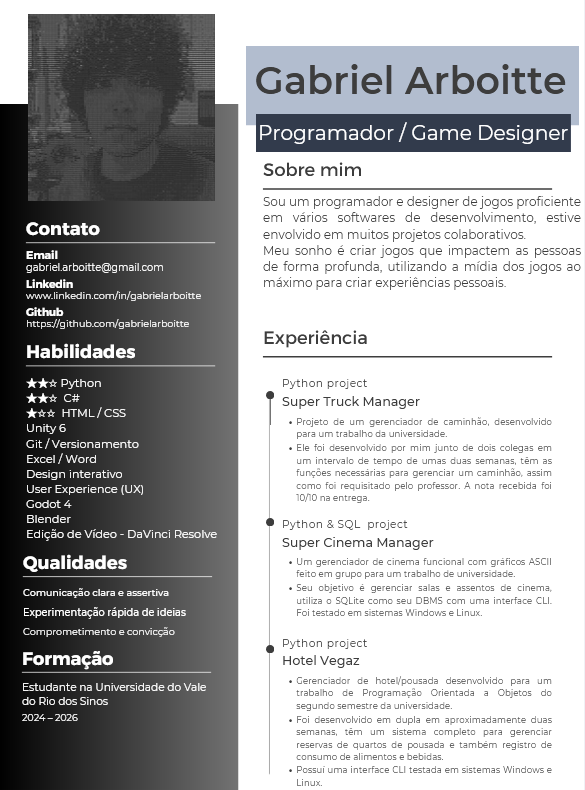 Gabriel Arboitte
Programador / Game Designer
Contato
Email
gabriel.arboitte@gmail.com
Linkedin
www.linkedin.com/in/gabrielarboitte
Github
https://github.com/gabrielarboitte
Habilidades
★★☆ Python
★★☆ C#
★☆☆ HTML / CSS
Unity 6
Git / Versionamento
Excel / Word
Design interativo
User Experience (UX)
Godot 4
Blender
Edição de Vídeo - DaVinci Resolve
Qualidades
Comunicação clara e assertiva
Experimentação rápida de ideias
Comprometimento e convicção
Formação
Estudante na Universidade do Vale
do Rio dos Sinos
2024 – 2026
Sobre mim
Sou um programador e designer de jogos proficiente
em vários softwares de desenvolvimento, estive
envolvido em muitos projetos colaborativos.
Meu sonho é criar jogos que impactem as pessoas
de forma profunda, utilizando a mídia dos jogos ao
máximo para criar experiências pessoais.
Experiência
Python project
Super Truck Manager
• Projeto de um gerenciador de caminhão, desenvolvido
para um trabalho da universidade.
• Ele foi desenvolvido por mim junto de dois colegas em
um intervalo de tempo de umas duas semanas, têm as
funções necessárias para gerenciar um caminhão, assim
como foi requisitado pelo professor. A nota recebida foi
10/10 na entrega.
Python & SQL project
Super Cinema Manager
• Um gerenciador de cinema funcional com gráficos ASCII
feito em grupo para um trabalho de universidade.
• Seu objetivo é gerenciar salas e assentos de cinema,
utiliza o SQLite como seu DBMS com uma interface CLI.
Foi testado em sistemas Windows e Linux.
Python project
Hotel Vegaz
• Gerenciador de hotel/pousada desenvolvido para um
trabalho de Programação Orientada a Objetos do
segundo semestre da universidade.
• Foi desenvolvido em dupla em aproximadamente duas
semanas, têm um sistema completo para gerenciar
reservas de quartos de pousada e também registro de
consumo de alimentos e bebidas.
• Possuí uma interface CLI testada em sistemas Windows e
Linux.